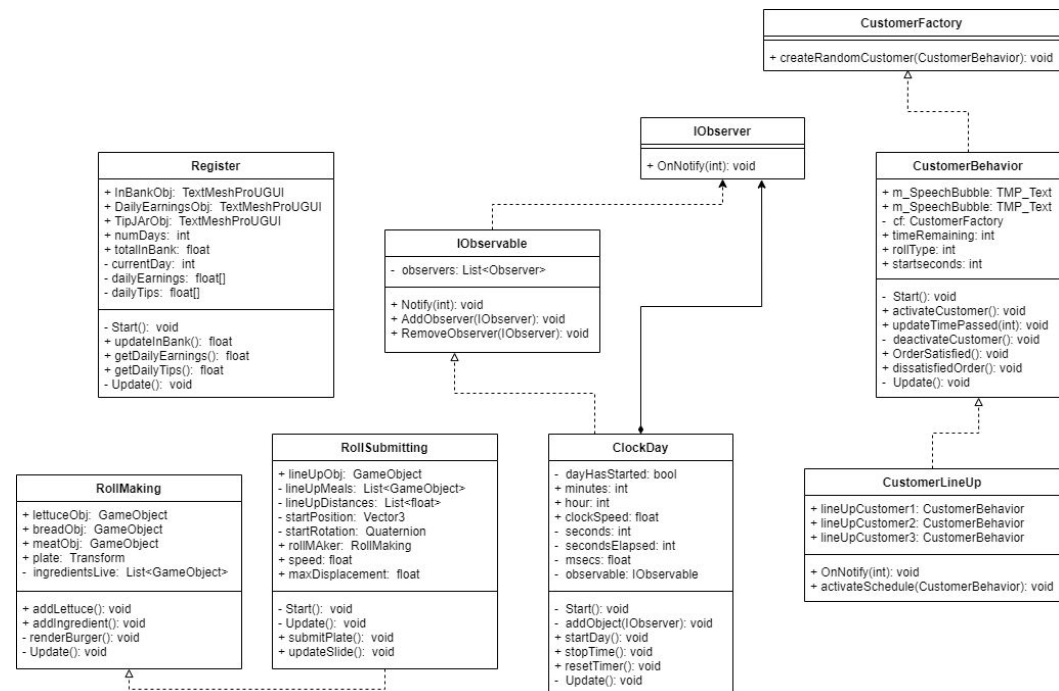 CustomerFactory
+ createRandomCustomer(CustomerBehavior): void
IObserver
+ OnNotify(int): void
Register
+ InBankObj: TextMeshProUGUI
+ DailyEarningsObj: TextMeshProUGUI
+ TipJArObj: TextMeshProUGUI
+ numDays: int
+ totalInBank: float
- currentDay: int
- dailyEarnings: float[]
- dailyTips: float[]
- Start(): void
+ updateInBank(): float
+ getDailyEarnings(): float
+ getDailyTips(): float
- Update(): void
CustomerBehavior
+ m_SpeechBubble: TMP_Text
+ m_SpeechBubble: TMP_Text
- cf: CustomerFactory
+ timeRemaining: int
+ rollType: int
+ startseconds: int
- Start(): void
+ activateCustomer(): void
+ updateTimePassed(int): void
- deactivateCustomer(): void
+ OrderSatisfied(): void
+ dissatisfiedOrder(): void
- Update(): void
IObservable
- observers: List<Observer>
+ Notify(int): void
+ AddObserver(IObserver): void
+ RemoveObserver(IObserver): void
RollMaking
+ lettuceObj: GameObject
+ breadObj: GameObject
+ meatObj: GameObject
+ plate: Transform
- ingredientsLive: List<GameObject>
+ addLettuce(): void
+ addIngredient(): void
- renderBurger(): void
- Update(): void
RollSubmitting
+ lineUpObj: GameObject
- lineUpMeals: List<GameObject>
- lineUpDistances: List<float>
- startPosition: Vector3
- startRotation: Quaternion
+ rollMAker: RollMaking
+ speed: float
+ maxDisplacement: float
- Start(): void
- Update(): void
+ submitPlate(): void
+ updateSlide(): void
ClockDay
- dayHasStarted: bool
+ minutes: int
+ hour: int
+ clockSpeed: float
- seconds: int
- secondsElapsed: int
- msecs: float
- observable: IObservable
- Start(): void
- addObject(IObserver): void
+ startDay(): void
+ stopTime(): void
+ resetTimer(): void
- Update(): void
CustomerLineUp
+ lineUpCustomer1: CustomerBehavior
+ lineUpCustomer2: CustomerBehavior
+ lineUpCustomer3: CustomerBehavior
+ OnNotify(int): void
+ activateSchedule(CustomerBehavior): void